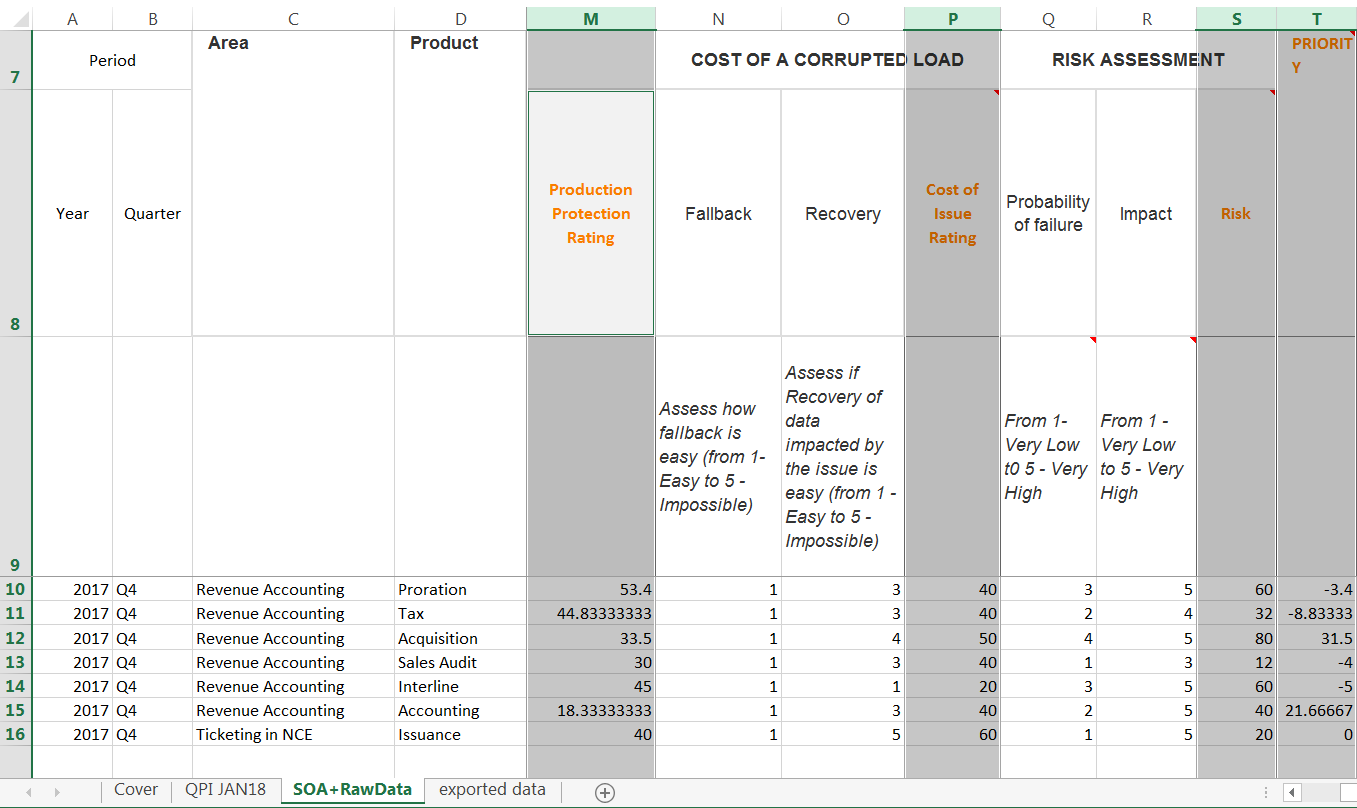 A B C D M N O P Q R S T
7 Period Area Product COST OF A CORRUPTED LOAD RISK ASSESSMENT PRIORIT
Y
8 Year Quarter Production
Protection
Rating Fallback Recovery Cost of
Issue
Rating Probability
of failure Impact Risk
9 Assess how
fallback is
easy (from 1-
Easy to 5 -
Impossible) Assess if
Recovery of
data
impacted by
the issue is
easy (from 1 -
Easy to 5 -
Impossible) From 1-
Very Low
t0 5 - Very
High From 1 -
Very Low
to 5 - Very
High
10 2017 Q4 Revenue Accounting Proration 53.4 1 3 40 3 5 60 -3.4
11 2017 Q4 Revenue Accounting Tax 44.83333333 1 3 40 2 4 32 -8.83333
12 2017 Q4 Revenue Accounting Acquisition 33.5 1 4 50 4 5 80 31.5
13 2017 Q4 Revenue Accounting Sales Audit 30 1 3 40 1 3 12 -4
14 2017 Q4 Revenue Accounting Interline 45 1 1 20 3 5 60 -5
15 2017 Q4 Revenue Accounting Accounting 18.33333333 1 3 40 2 5 40 21.66667
16 2017 Q4 Ticketing in NCE Issuance 40 1 5 60 1 5 20 0
Cover QPI JAN18 SOA+RawData exported data